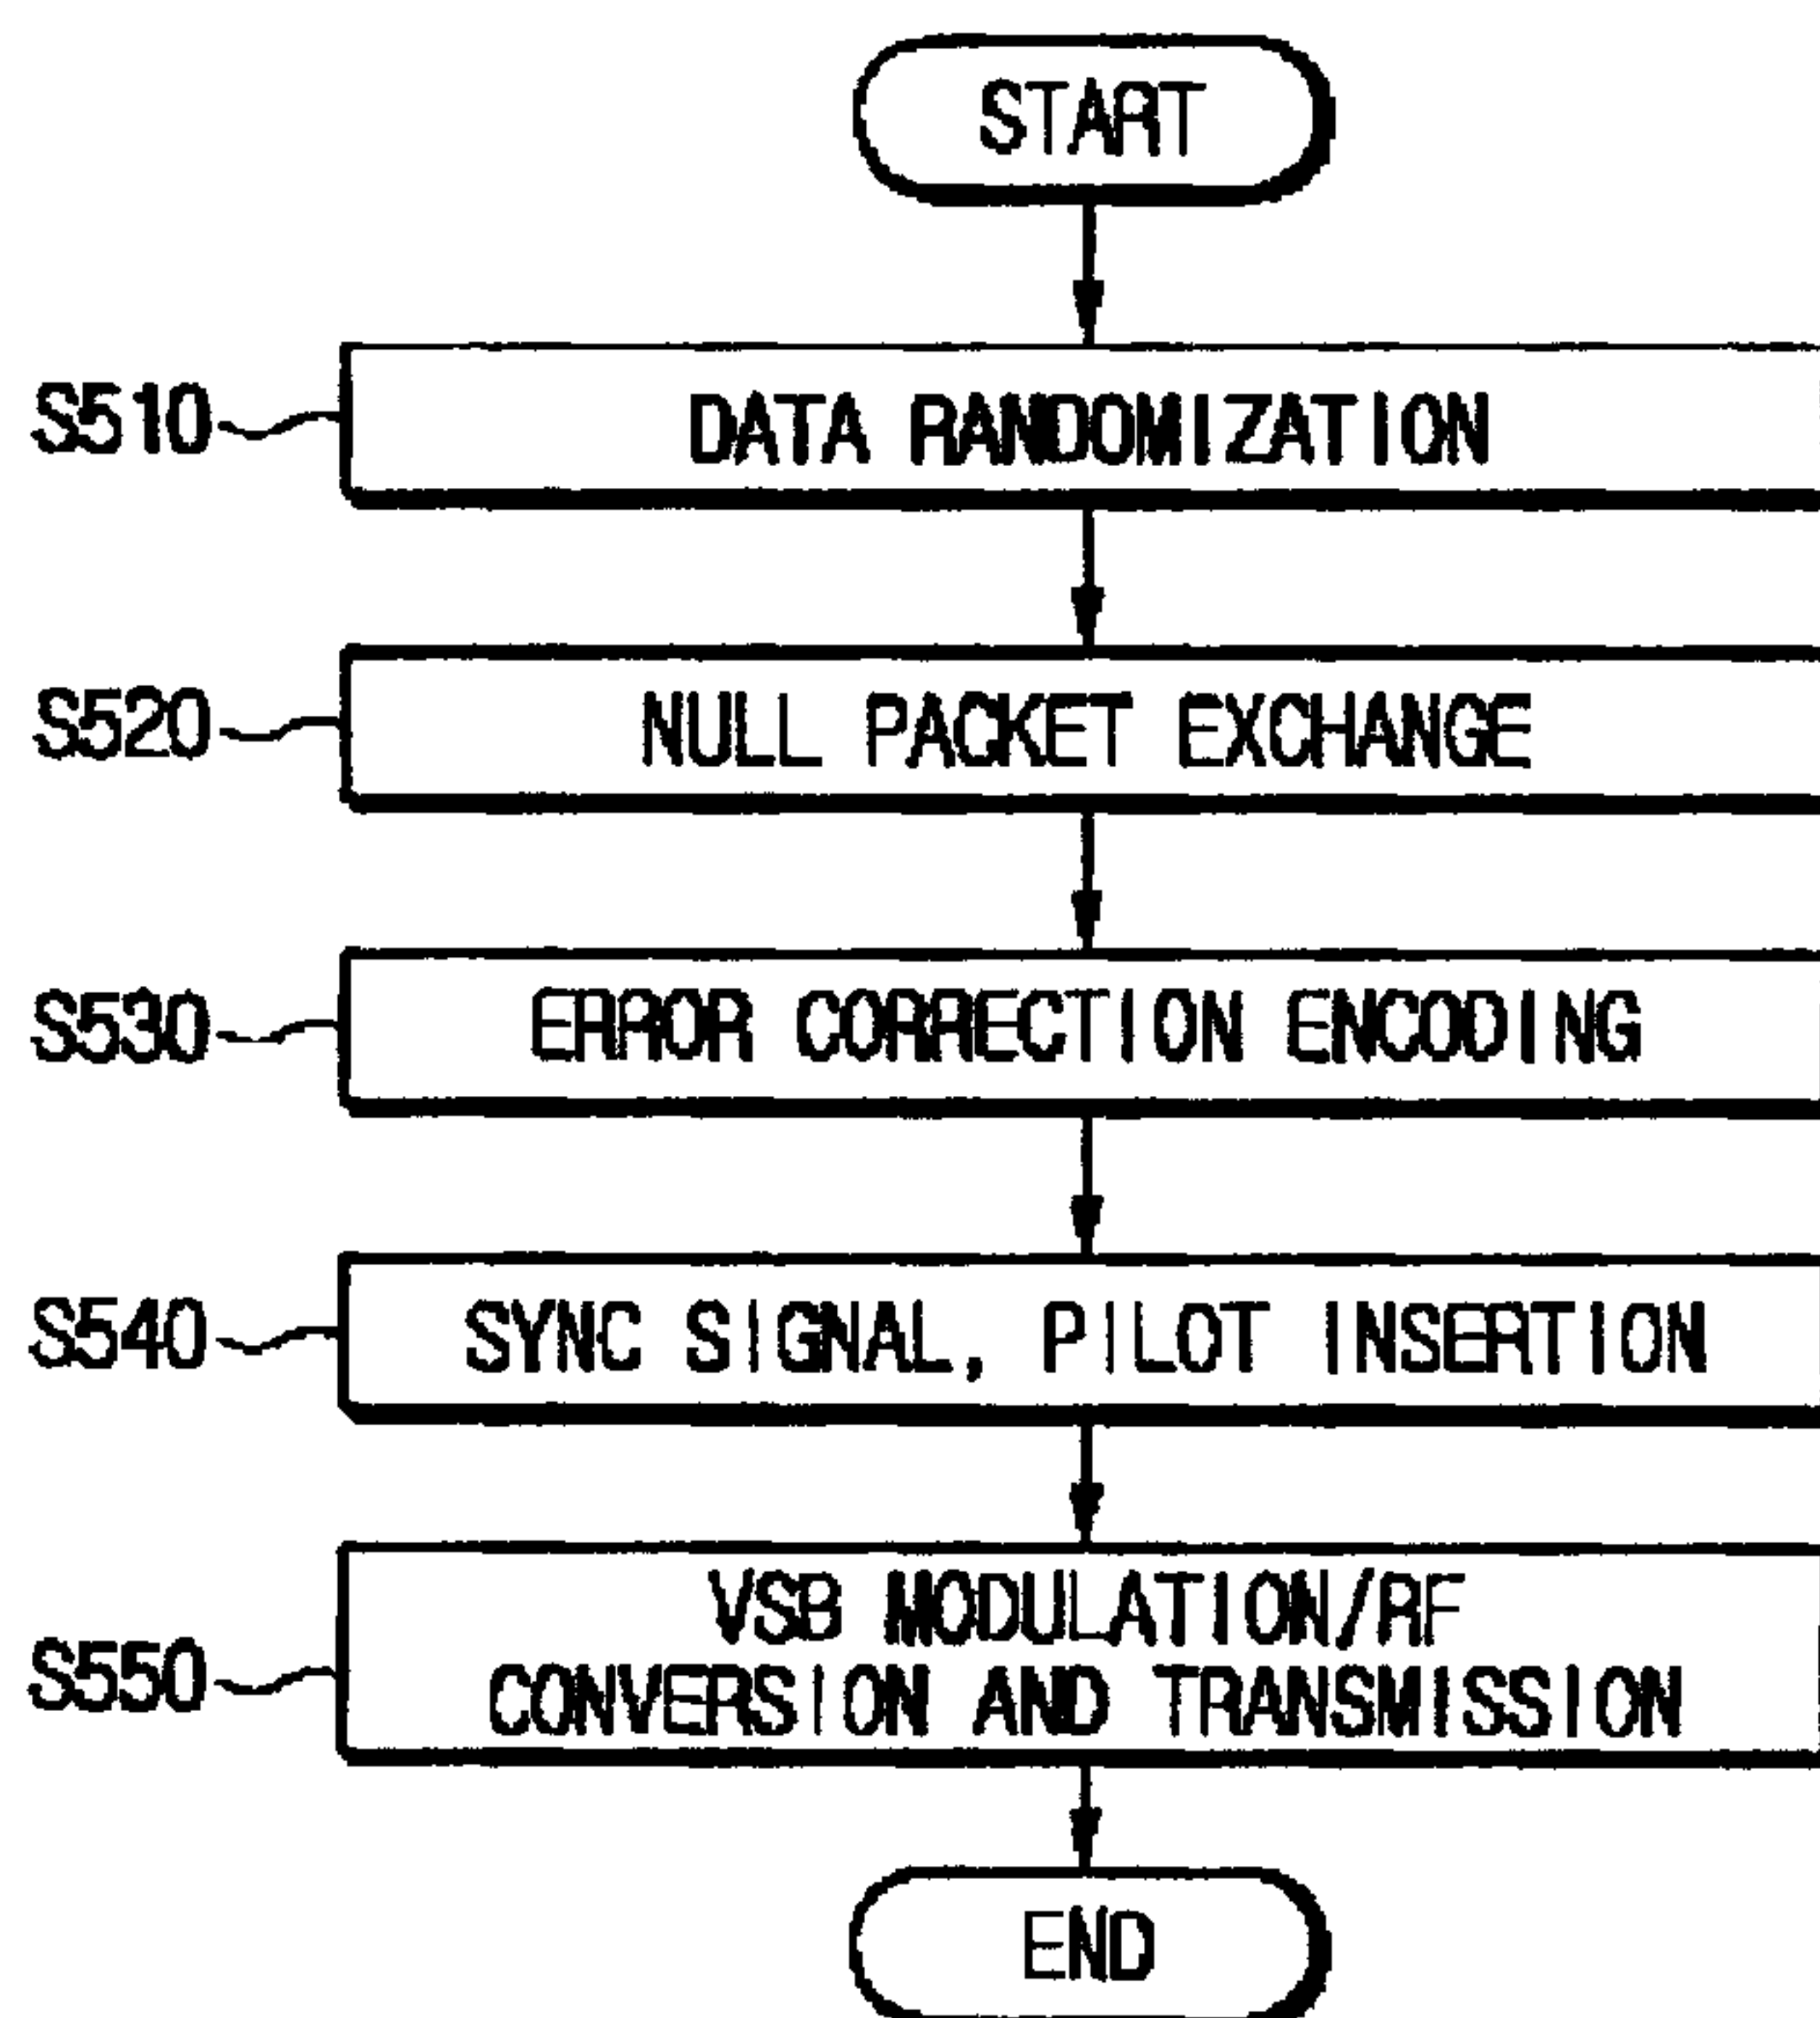 START
S510
DATA RANDOMIZATION
S520
NULL PACKET EXCHANGE
S530
ERROR CORRECTION ENCODING
S540
SYNC SIGNAL, PILOT INSERTION
S550
VSB MODULATION/RF
CONVERSION AND TRANSMISSION
END